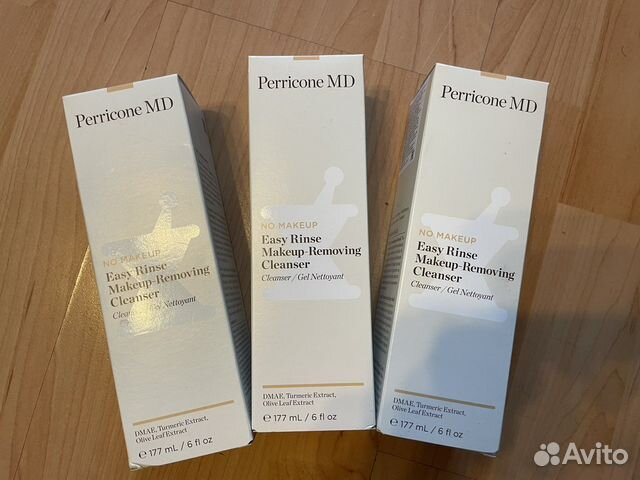 Perricone MD
NO MAKEUP
Easy Rinse
Makeup-Removing
Cleanser
Cleanser / Gel Nettoyant
DMAE, Turmeric Extract,
Olive Leaf Extract
e 177 mL / 6 fl oz
Perricone MD
NO MAKEUP
Easy Rinse
Makeup-Removing
Cleanser
Cleanser / Gel Nettoyant
DMAE, Turmeric Extract,
Olive Leaf Extract
℮ 177 mL / 6 fl oz
Perricone MD
NO MAKEUP
Easy Rinse
Makeup-Removing
Cleanser
Cleanser / Gel Nettoyant
DMAE, Turmeric Extract,
Olive Leaf Extract
℮ 177 mL / 6 fl oz
Avito